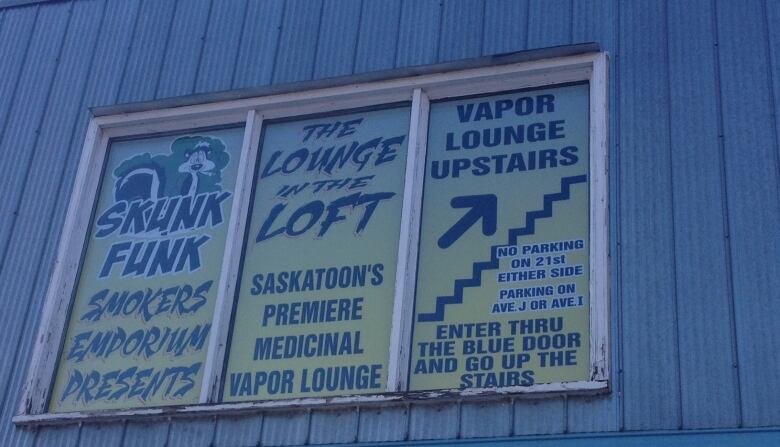 SKUNK
FUNK
SMOKERS
EMPORIUM
PRESENTS
THE
LOUNGE
IN THE
LOFT
SASKATOON'S
PREMIERE
MEDICINAL
VAPOR LOUNGE
VAPOR
LOUNGE
UPSTAIRS
NO PARKING
ON 21st
EITHER SIDE
PARKING ON
AVE. J OR AVE. I
ENTER THRU
THE BLUE DOOR
AND GO UP THE
STAIRS